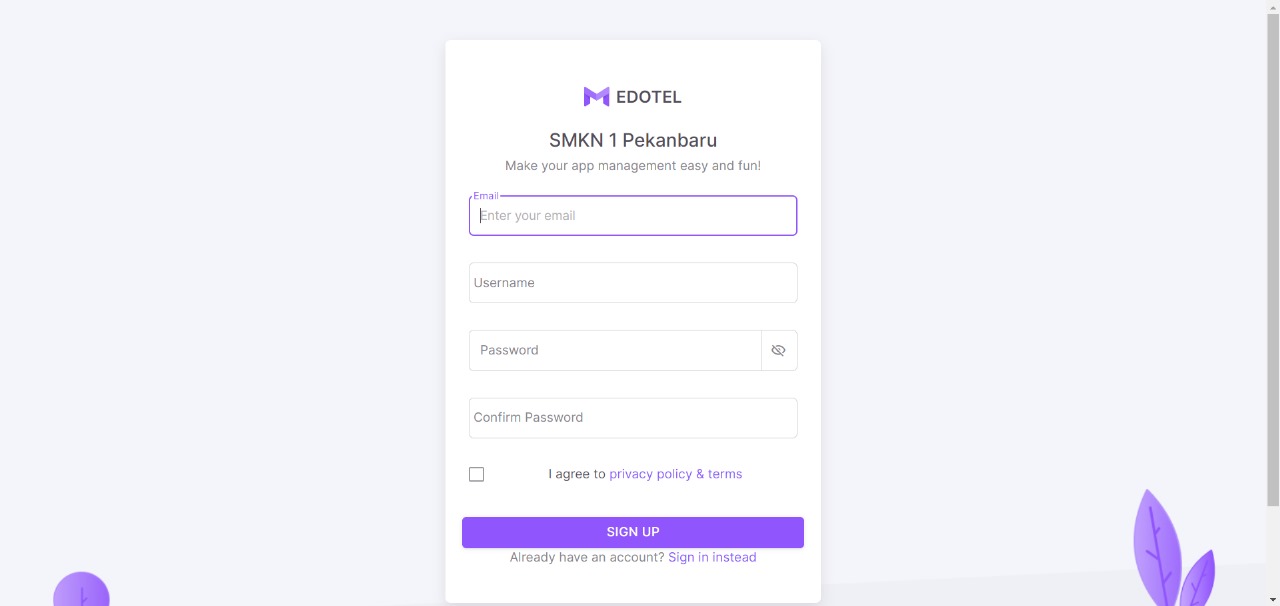 EDOTEL
SMKN 1 Pekanbaru
Make your app management easy and fun!
Email
Enter your email
Username
Password
Confirm Password
I agree to privacy policy & terms
SIGN UP
Already have an account? Sign in instead